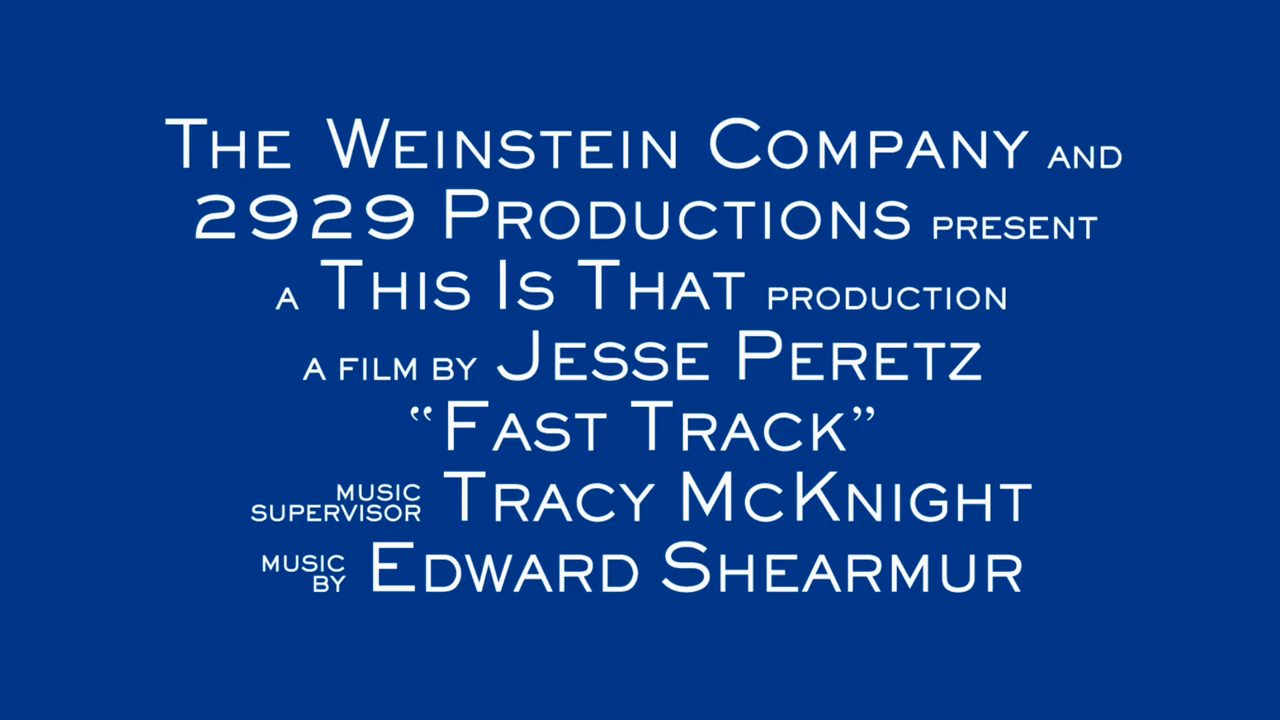 The Weinstein Company and
2929 Productions present
a This Is That production
a film by Jesse Peretz
“Fast Track”
music supervisor Tracy McKnight
music by Edward Shearmur